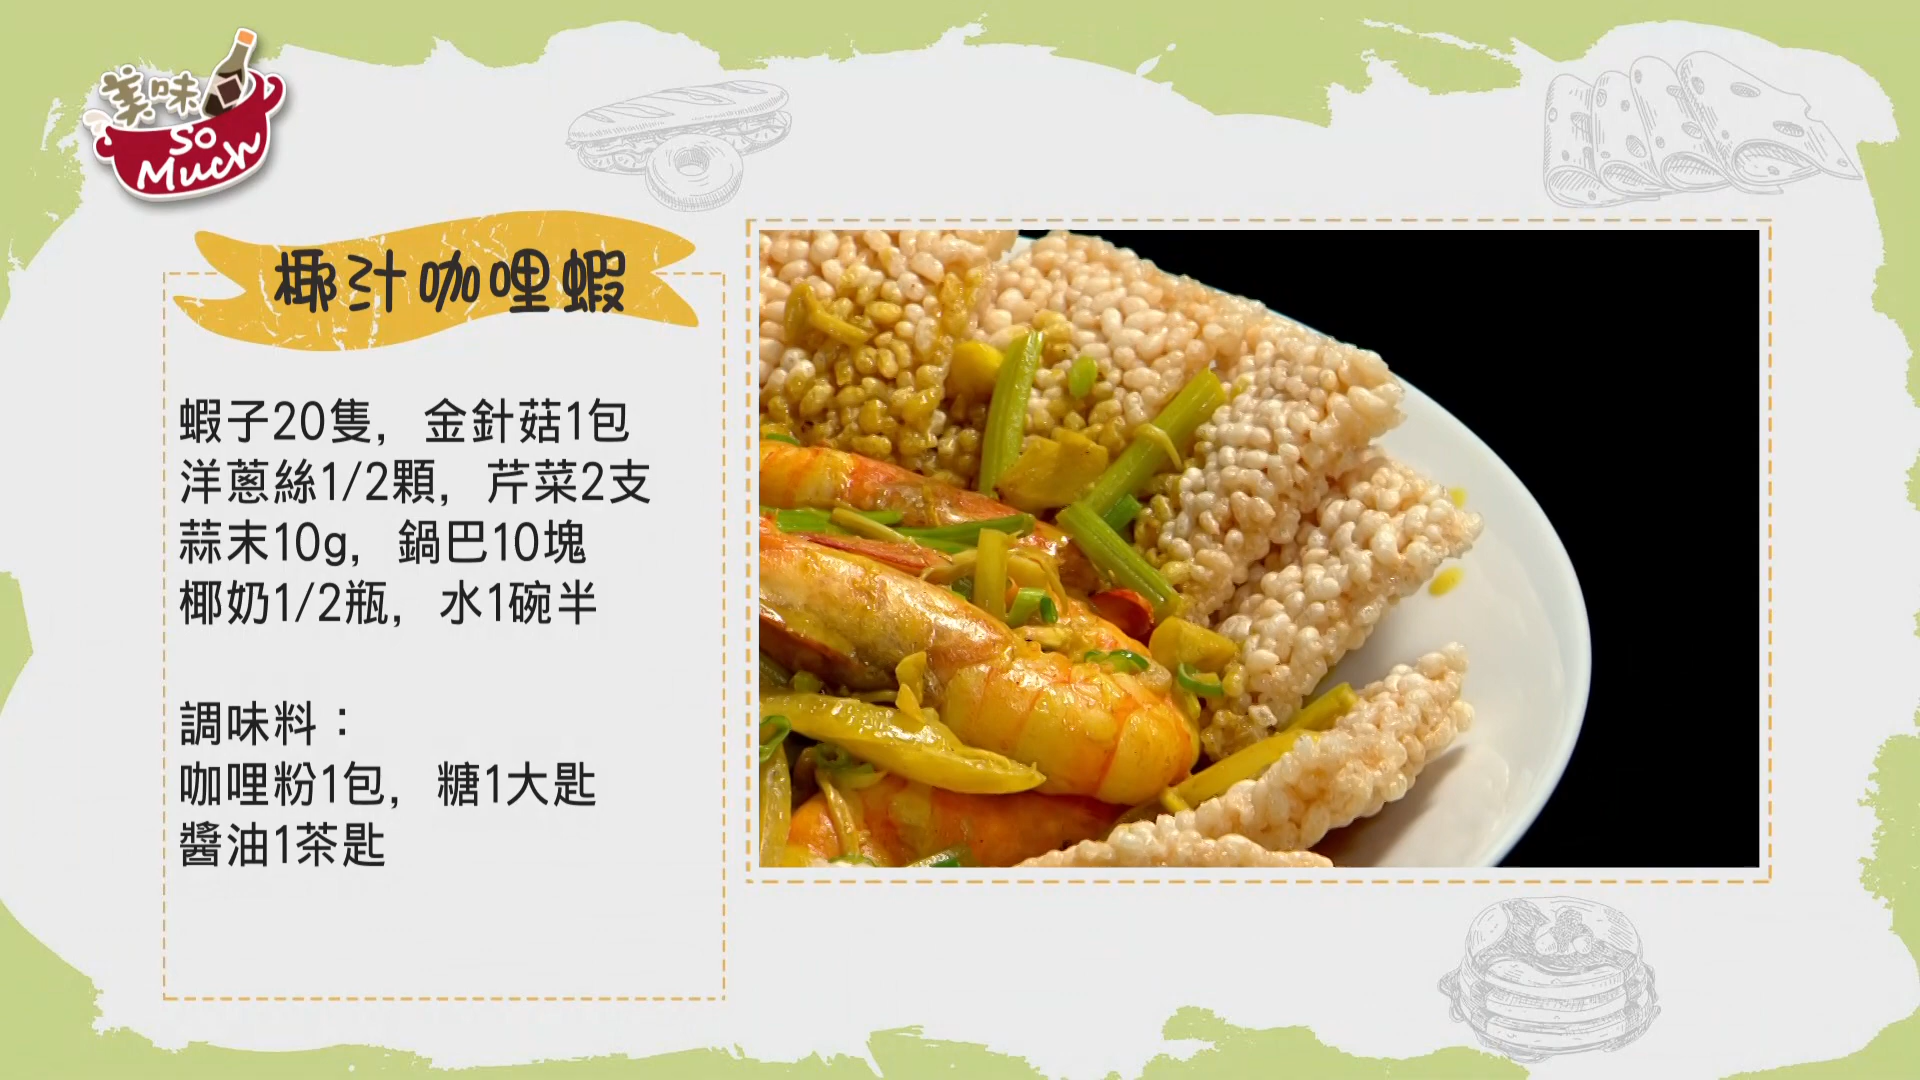 美味
So
Much
椰汁咖哩蝦
蝦子20隻，金針菇1包
洋蔥絲1/2顆，芹菜2支
蒜末10g，鍋巴10塊
椰奶1/2瓶，水1碗半
調味料：
咖哩粉1包，糖1大匙
醬油1茶匙